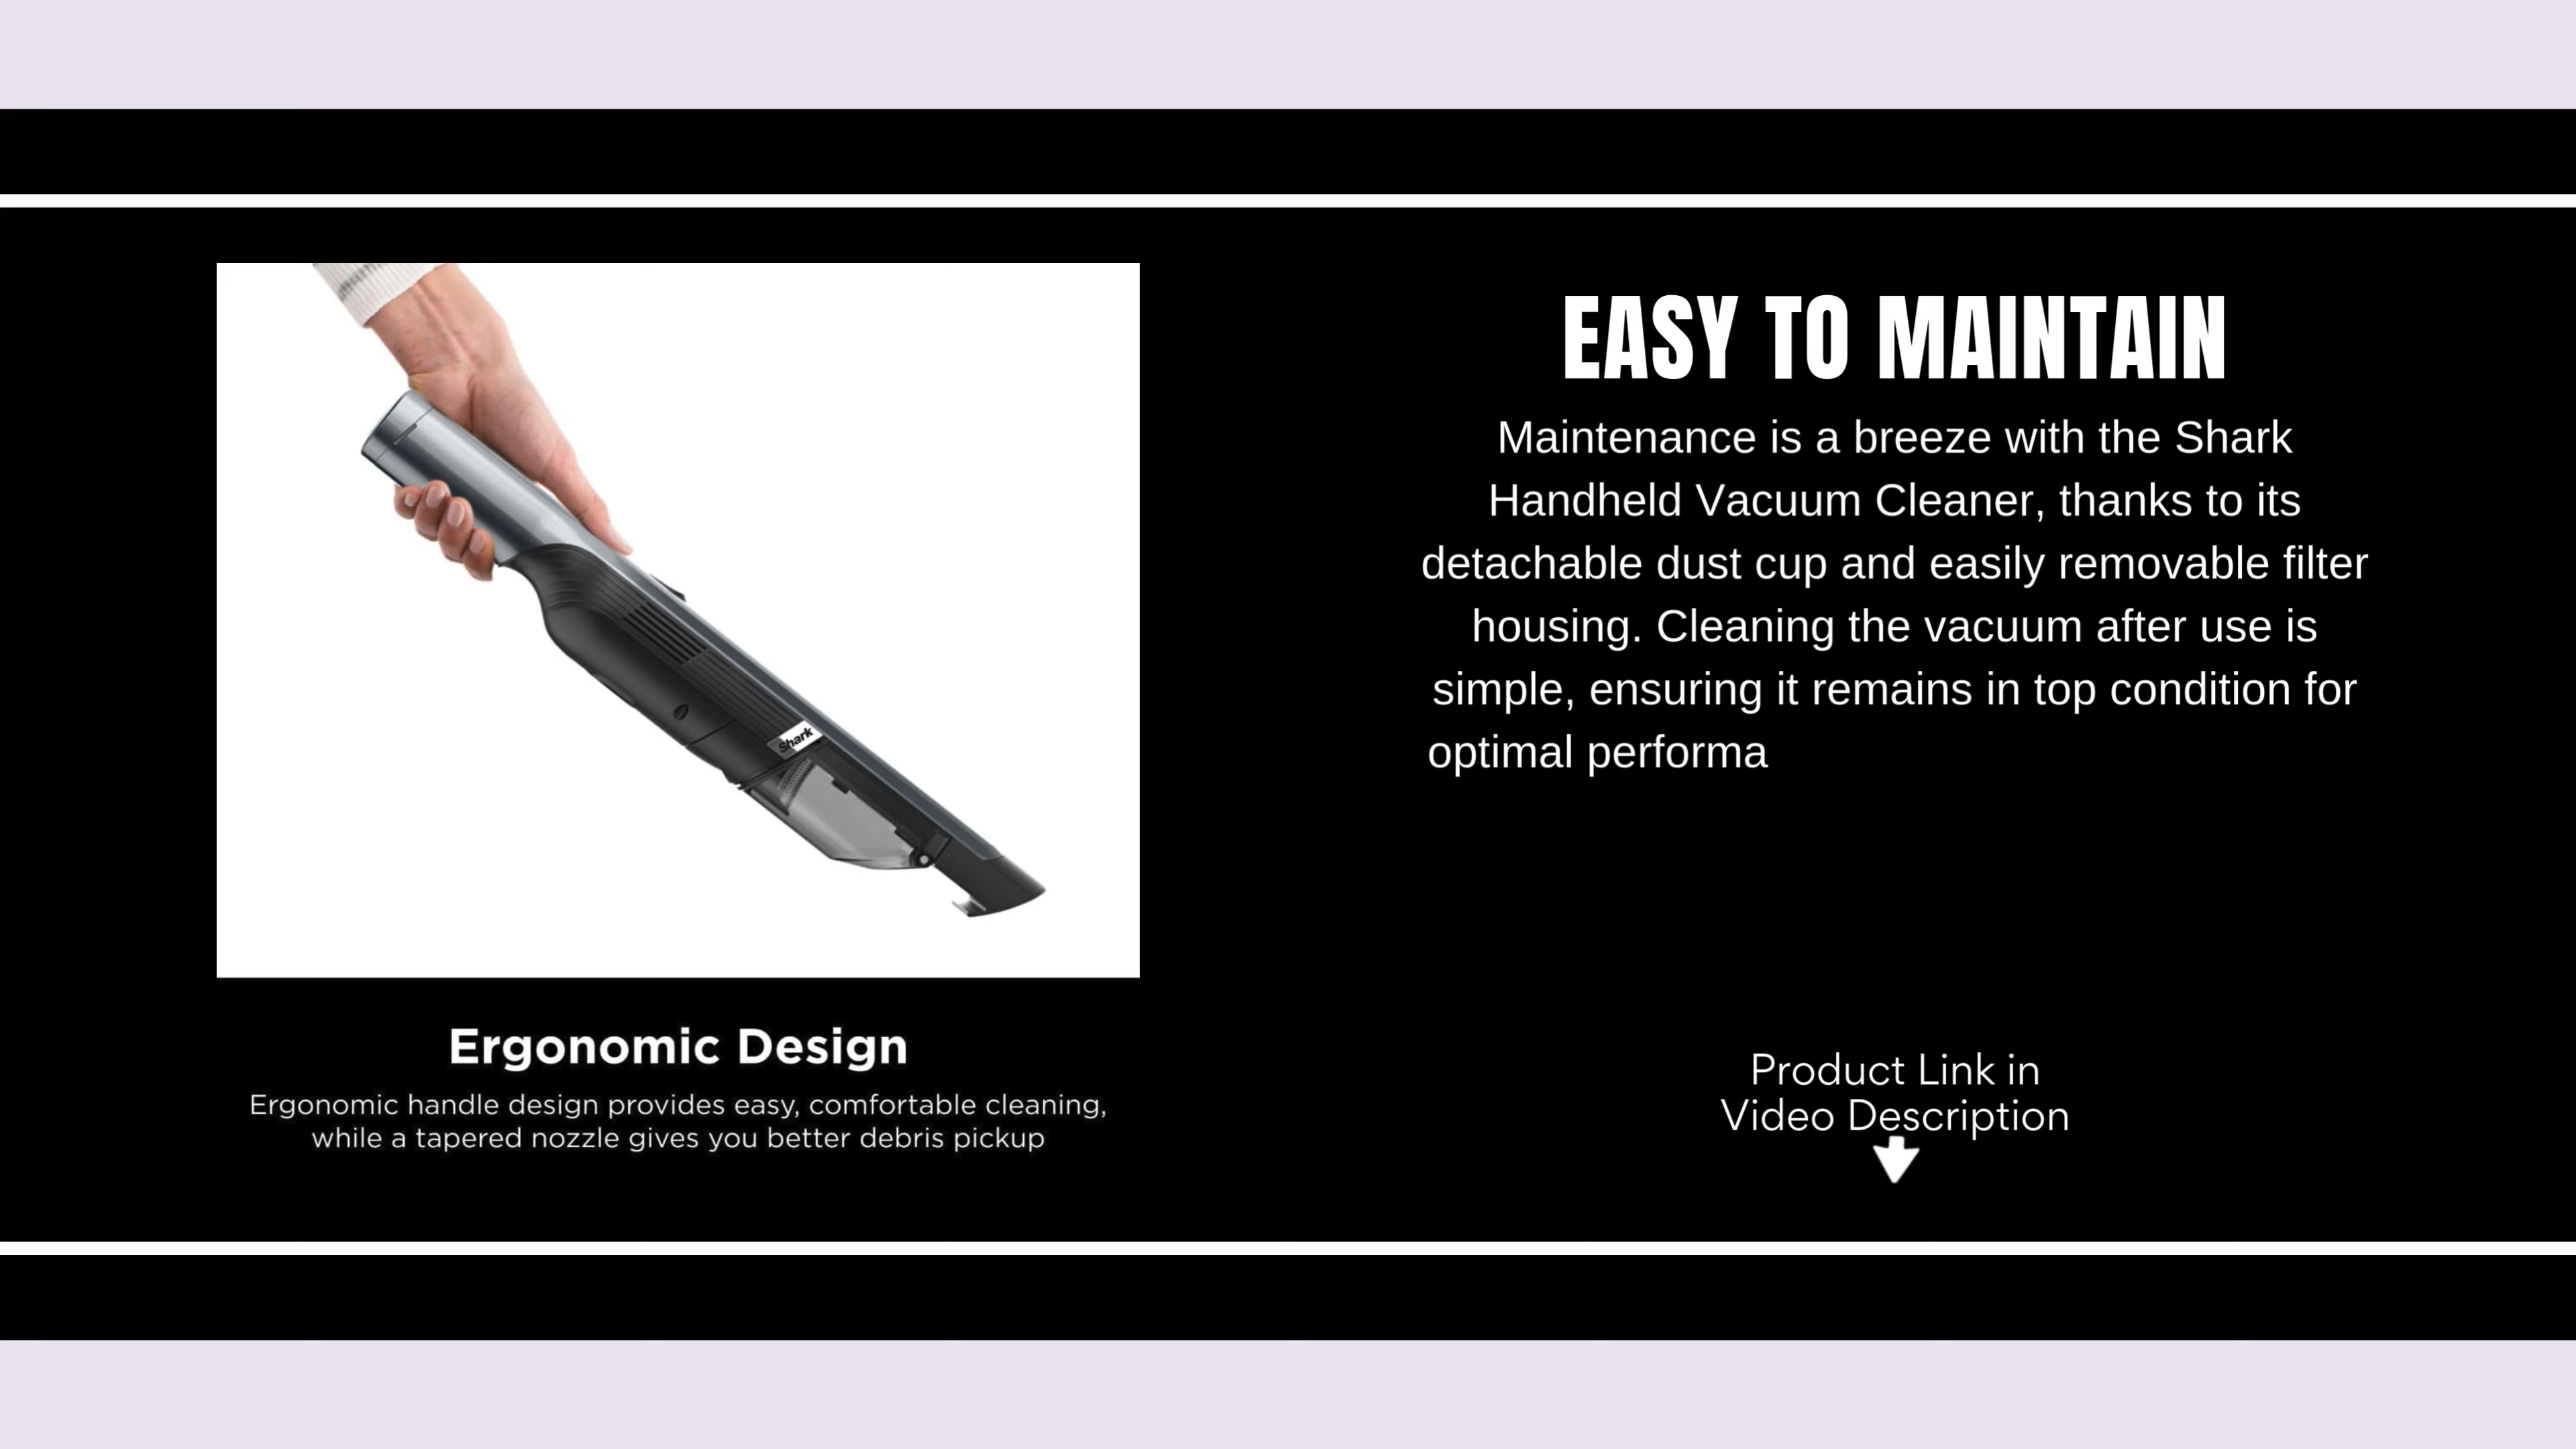 Shark
Ergonomic Design
Ergonomic handle design provides easy, comfortable cleaning,
while a tapered nozzle gives you better debris pickup
EASY TO MAINTAIN
Maintenance is a breeze with the Shark
Handheld Vacuum Cleaner, thanks to its
detachable dust cup and easily removable filter
housing. Cleaning the vacuum after use is
simple, ensuring it remains in top condition for
optimal performa
Product Link in
Video Description